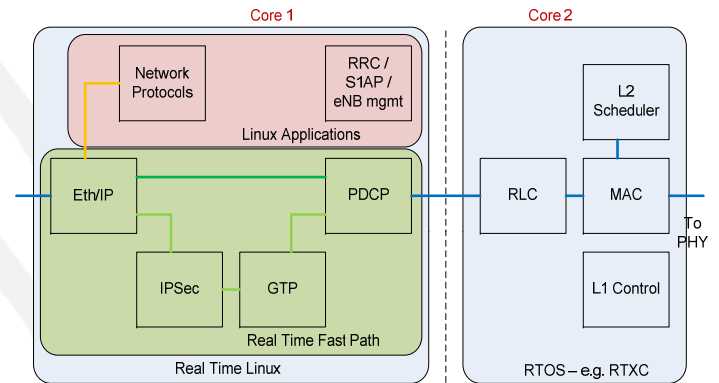 Core 1
Core 2
Network
Protocols
RRC /
S1AP /
eNB mgmt
Linux Applications
L2
Scheduler
Eth/IP
PDCP
RLC
MAC
To
PHY
IPSec
GTP
L1 Control
Real Time Fast Path
Real Time Linux
RTOS – e.g. RTXC